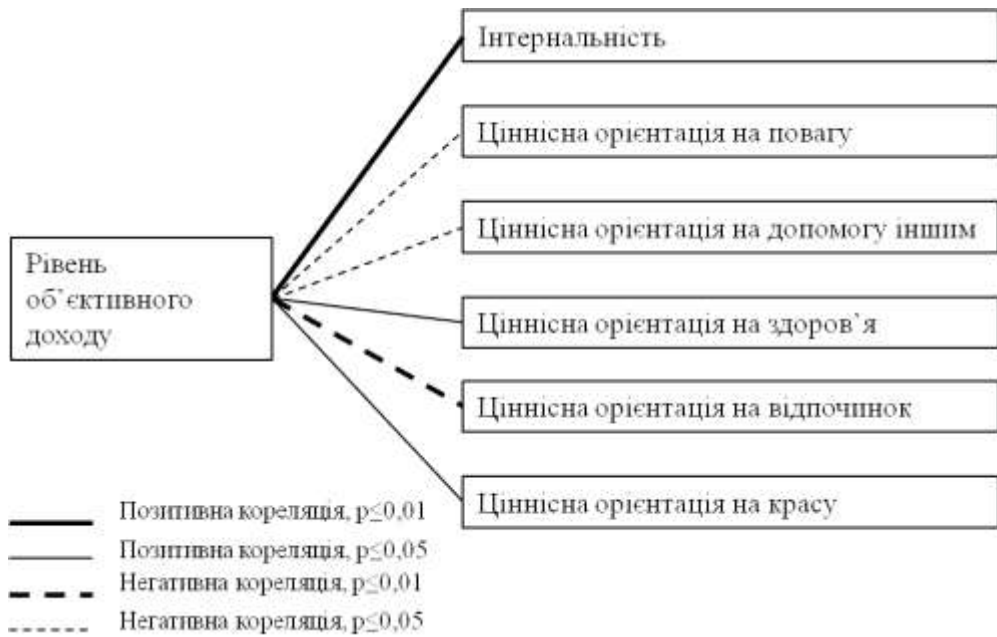 Інтернальність
Ціннісна орієнтація на повагу
Ціннісна орієнтація на допомогу іншим
Рівень
об’єктивного
доходу
Ціннісна орієнтація на здоров`я
Ціннісна орієнтація на відпочинок
Ціннісна орієнтація на красу
Позитивна кореляція, p≤0,01
Позитивна кореляція, p≤0,05
Негативна кореляція, p≤0,01
Негативна кореляція, p≤0,05